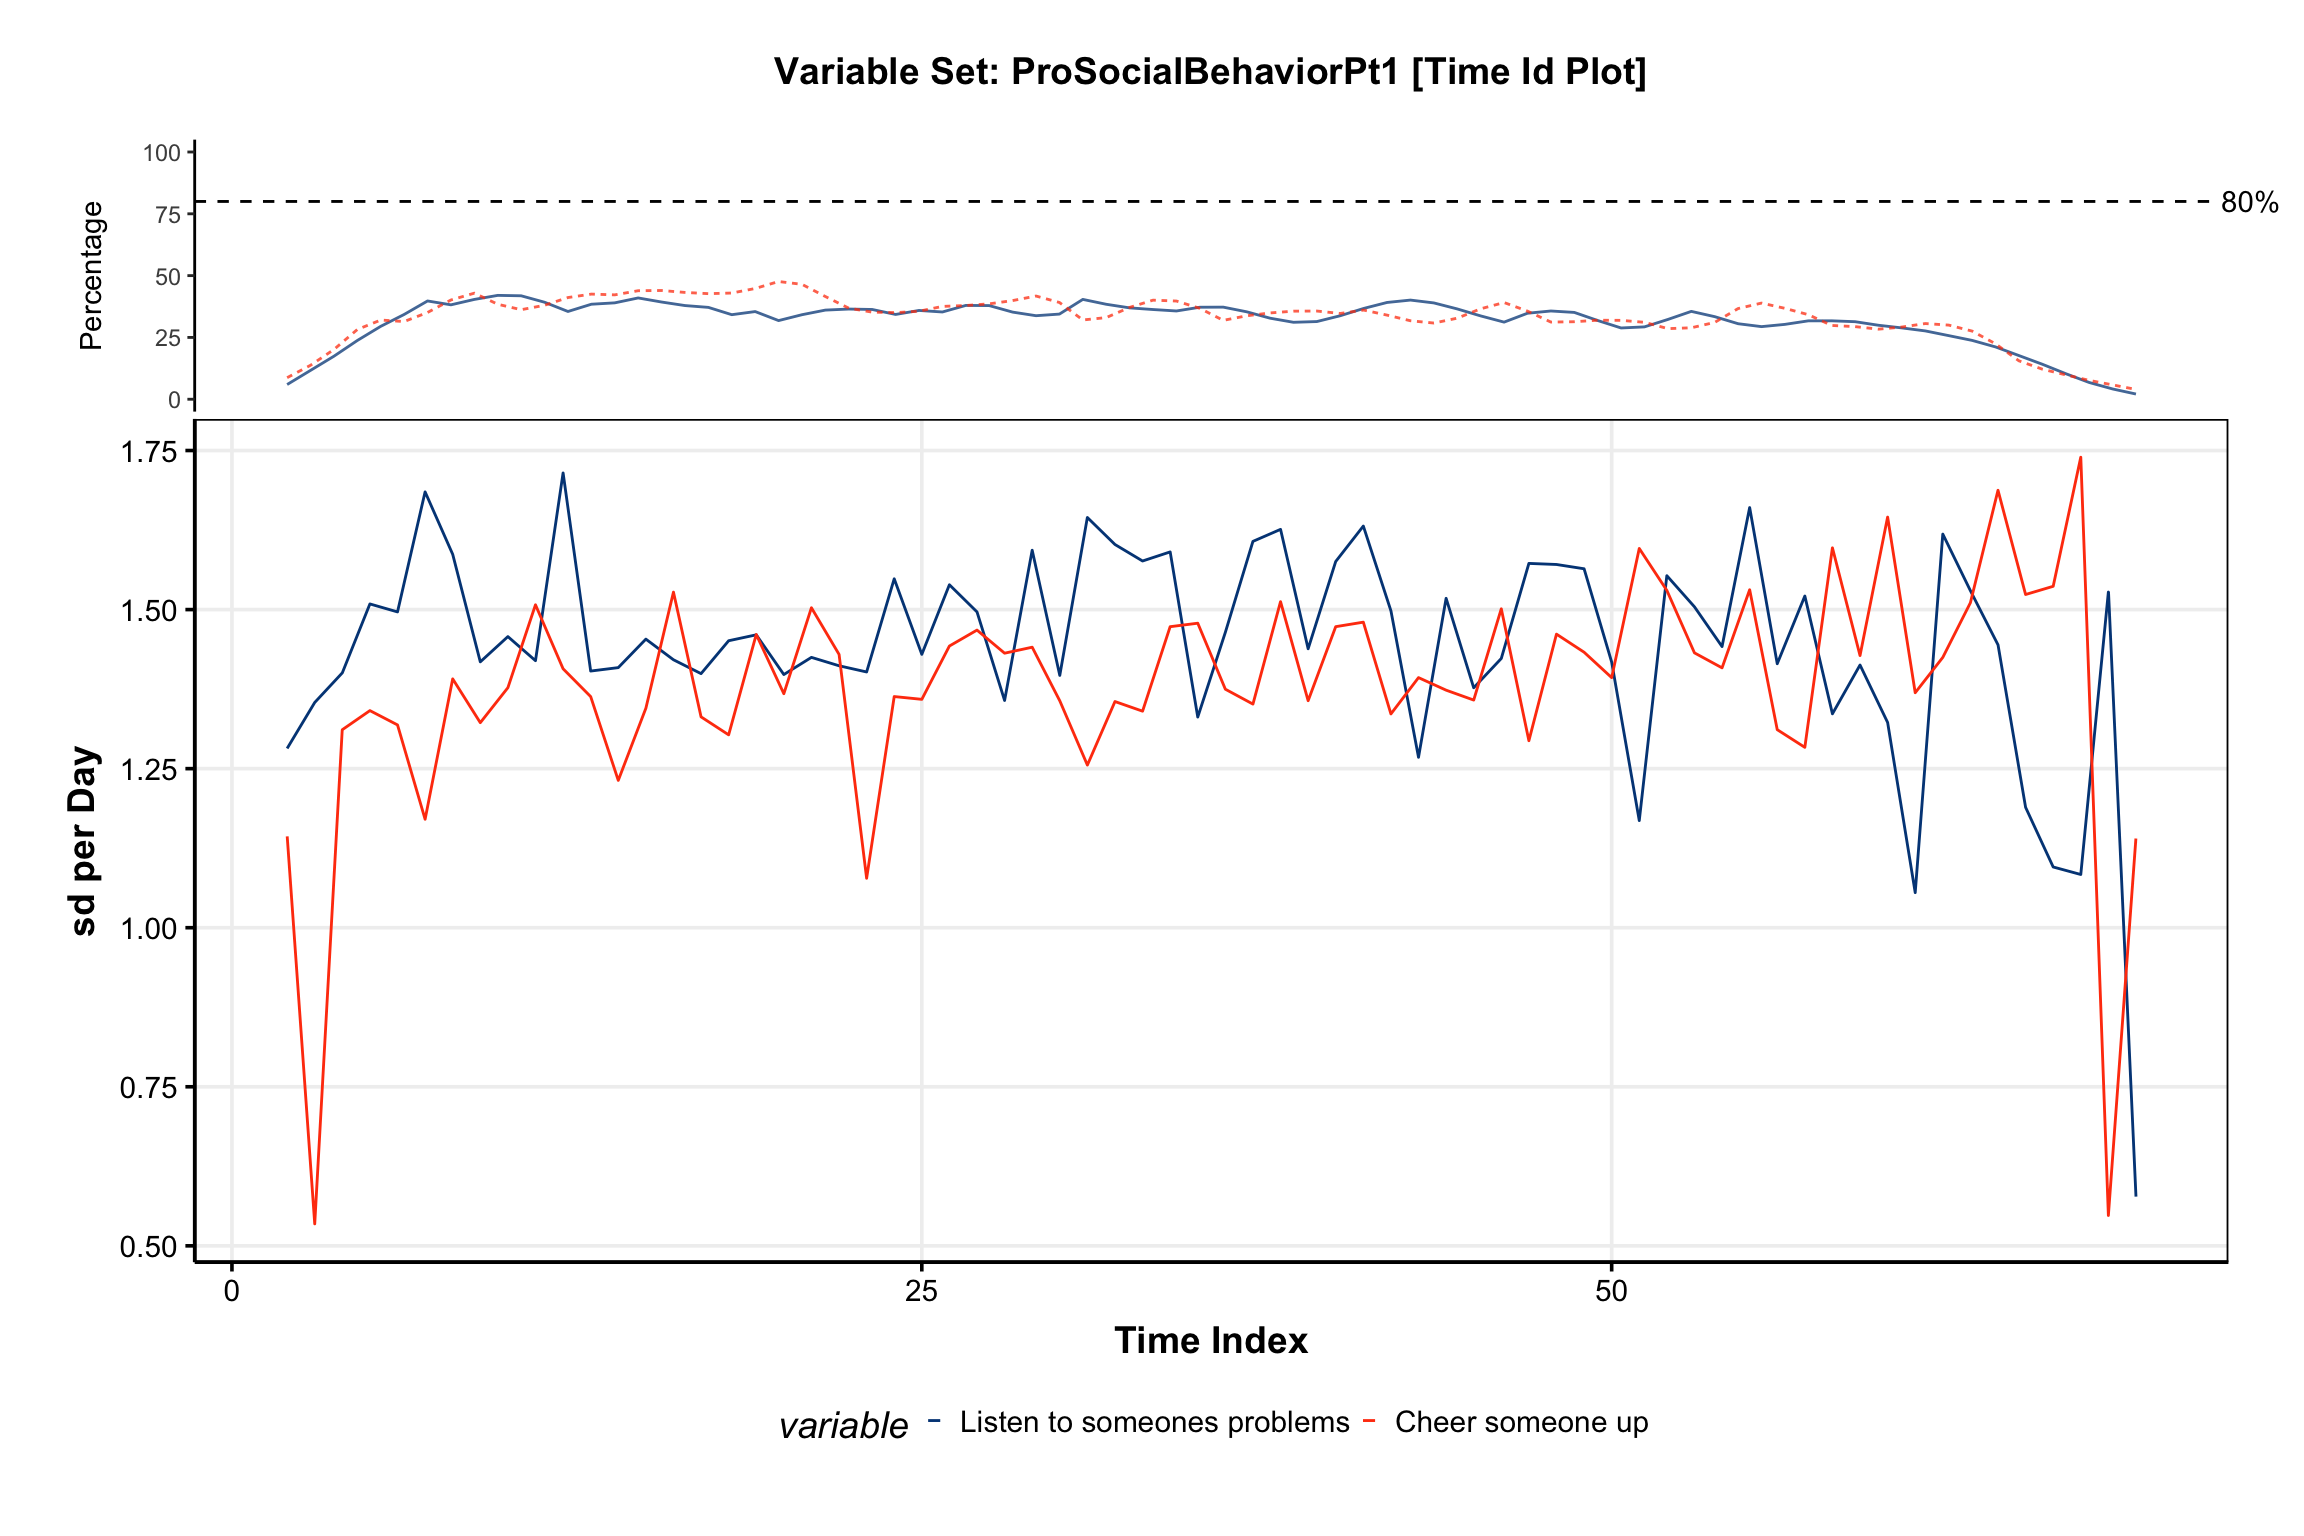 Variable Set: ProSocialBehaviorPt1 [Time Id Plot]
100
75
50
25
0
Percentage
80%
1.75
1.50
1.25
1.00
0.75
0.50
sd per Day
0 25 50
Time Index
variable Listen to someones problems Cheer someone up